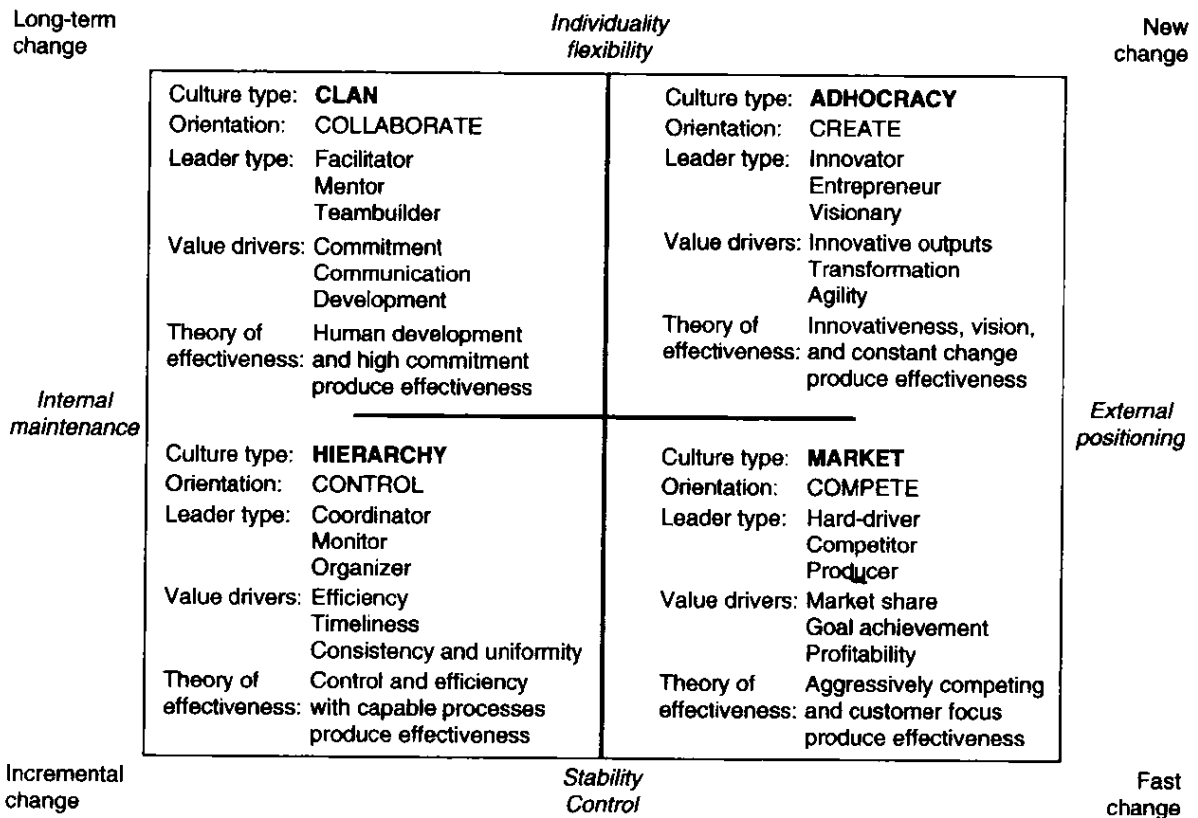 Long-term
change
Individuality
flexibility
New
change
Culture type: CLAN
Orientation: COLLABORATE
Leader type: Facilitator
Mentor
Teambuilder
Value drivers: Commitment
Communication
Development
Theory of Human development
effectiveness: and high commitment
produce effectiveness
Culture type: ADHOCRACY
Orientation: CREATE
Leader type: Innovator
Entrepreneur
Visionary
Value drivers: Innovative outputs
Transformation
Agility
Theory of Innovativeness, vision,
effectiveness: and constant change
produce effectiveness
Internal
maintenance
External
positioning
Culture type: HIERARCHY
Orientation: CONTROL
Leader type: Coordinator
Monitor
Organizer
Value drivers: Efficiency
Timeliness
Consistency and uniformity
Theory of Control and efficiency
effectiveness: with capable processes
produce effectiveness
Culture type: MARKET
Orientation: COMPETE
Leader type: Hard-driver
Competitor
Producer
Value drivers: Market share
Goal achievement
Profitability
Theory of Aggressively competing
effectiveness: and customer focus
produce effectiveness
Incremental
change
Stability
Control
Fast
change